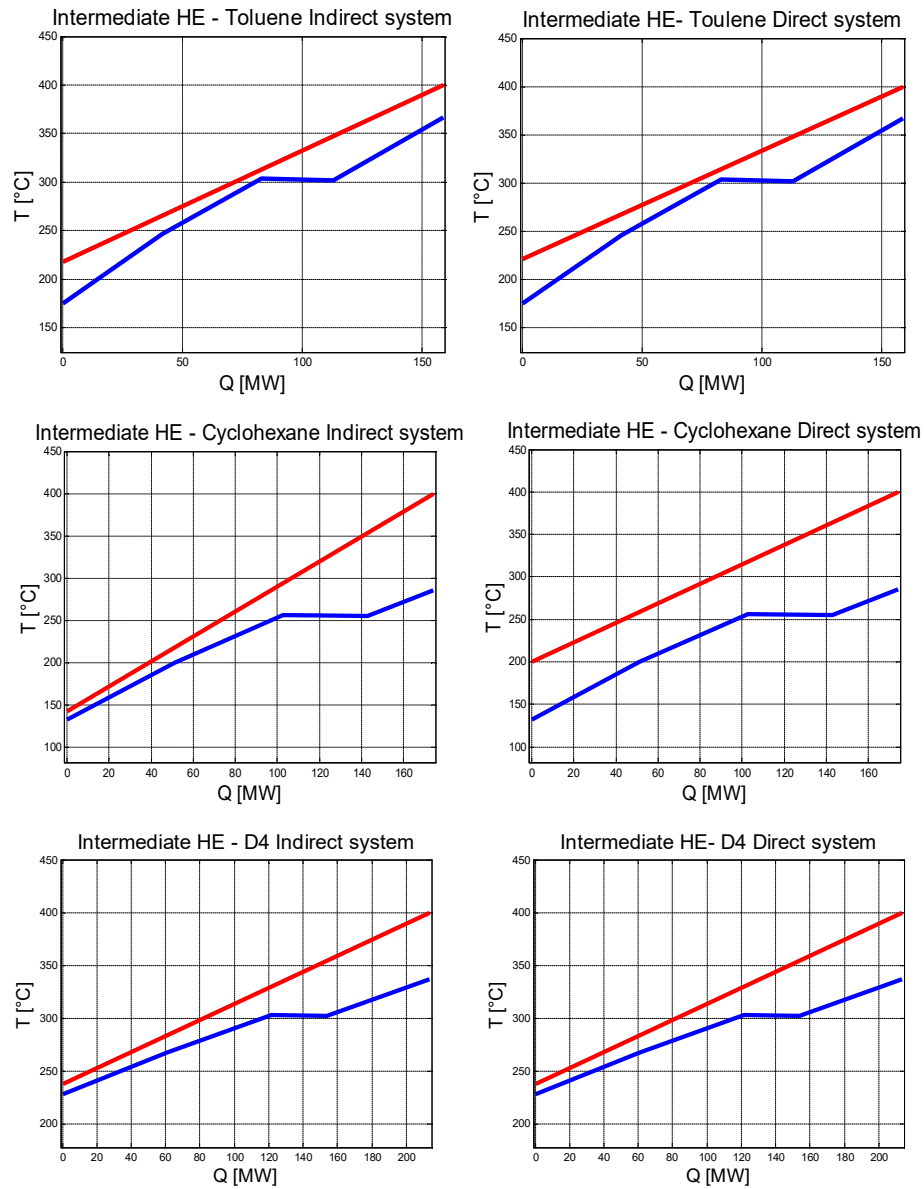 Intermediate HE - Toluene Indirect system
450
400
350
300
250
200
150
T [°C]
0 50 100 150
Q [MW]
Intermediate HE- Toulene Direct system
450
400
350
300
250
200
150
T [°C]
0 50 100 150
Q [MW]
Intermediate HE - Cyclohexane Indirect system
450
400
350
300
250
200
150
100
T [°C]
0 20 40 60 80 100 120 140 160
Q [MW]
Intermediate HE - Cyclohexane Direct system
450
400
350
300
250
200
150
100
T [°C]
0 20 40 60 80 100 120 140 160
Q [MW]
Intermediate HE - D4 Indirect system
450
400
350
300
250
200
T [°C]
0 20 40 60 80 100 120 140 160 180 200
Q [MW]
Intermediate HE- D4 Direct system
450
400
350
300
250
200
T [°C]
0 20 40 60 80 100 120 140 160 180 200
Q [MW]